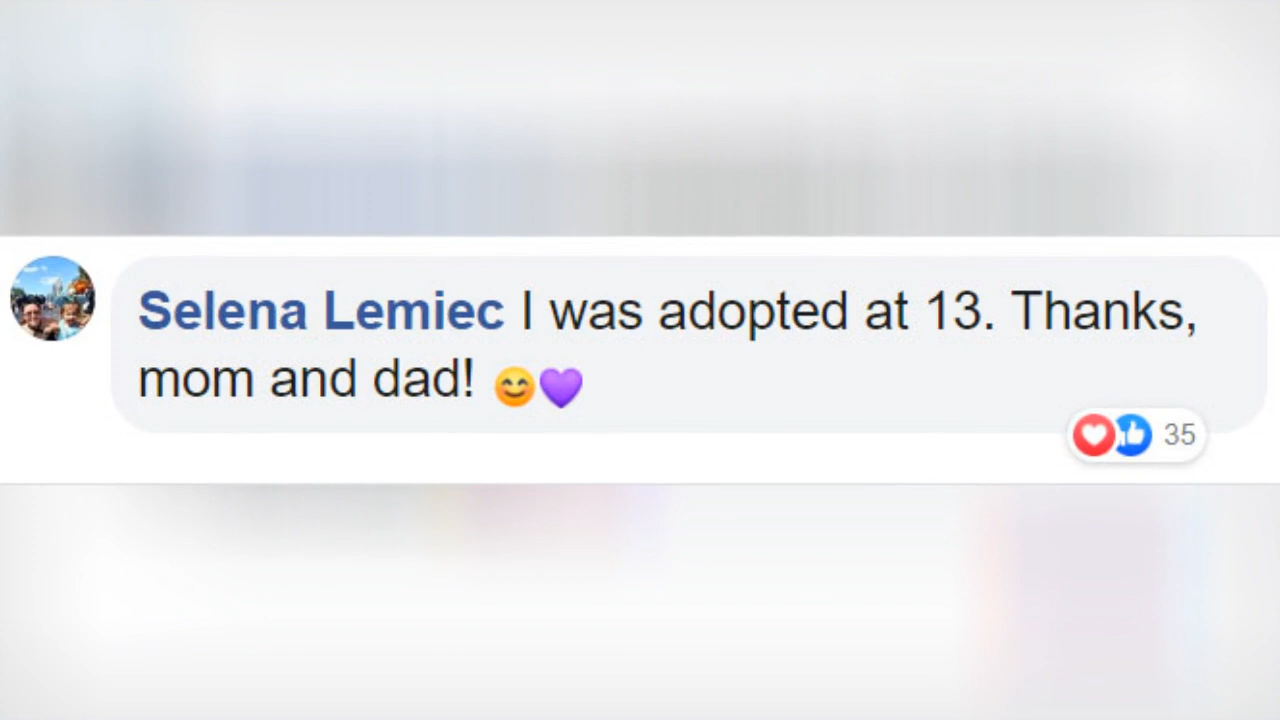 Selena Lemiec I was adopted at 13. Thanks,
mom and dad! 😊💜
35